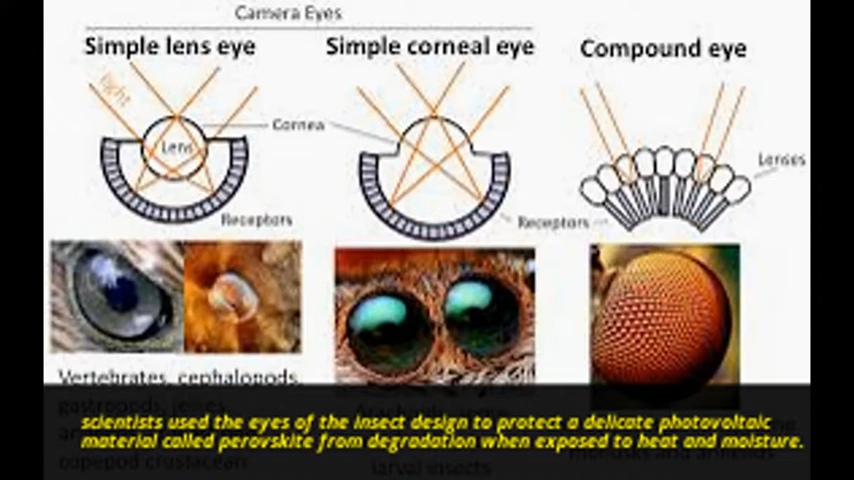 Camera Eyes
Simple lens eye
Simple corneal eye
Compound eye
light
Cornea
Lens
Lenses
Receptors
Receptors
Vertebrates, cephalopods,
scientists used the eyes of the insect design to protect a delicate photovoltaic
material called perovskite from degradation when exposed to heat and moisture.
copepod crustacean
larval insects